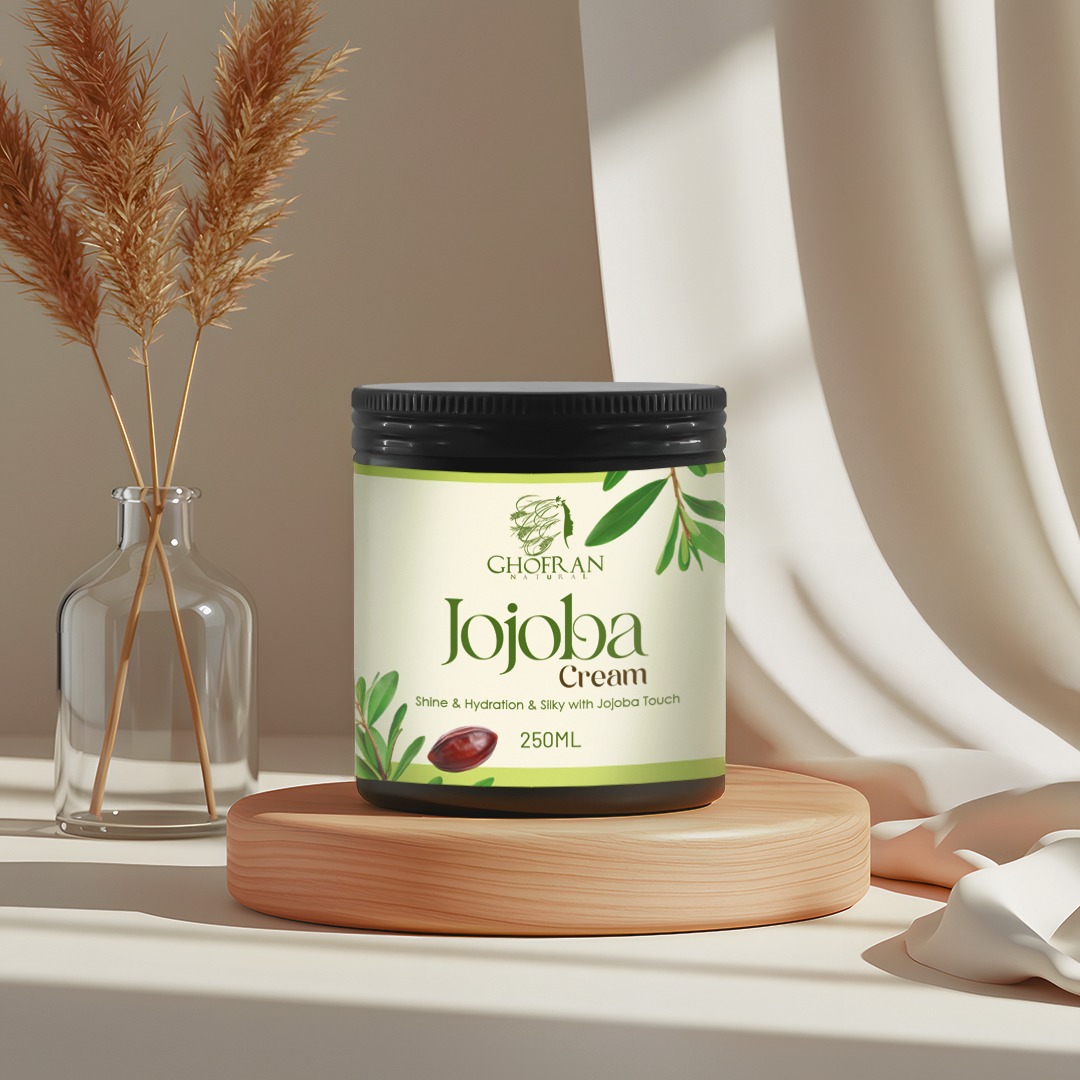 GHOFRAN
NATURAL
Jojoba
Cream
Shine & Hydration & Silky with Jojoba Touch
250ML